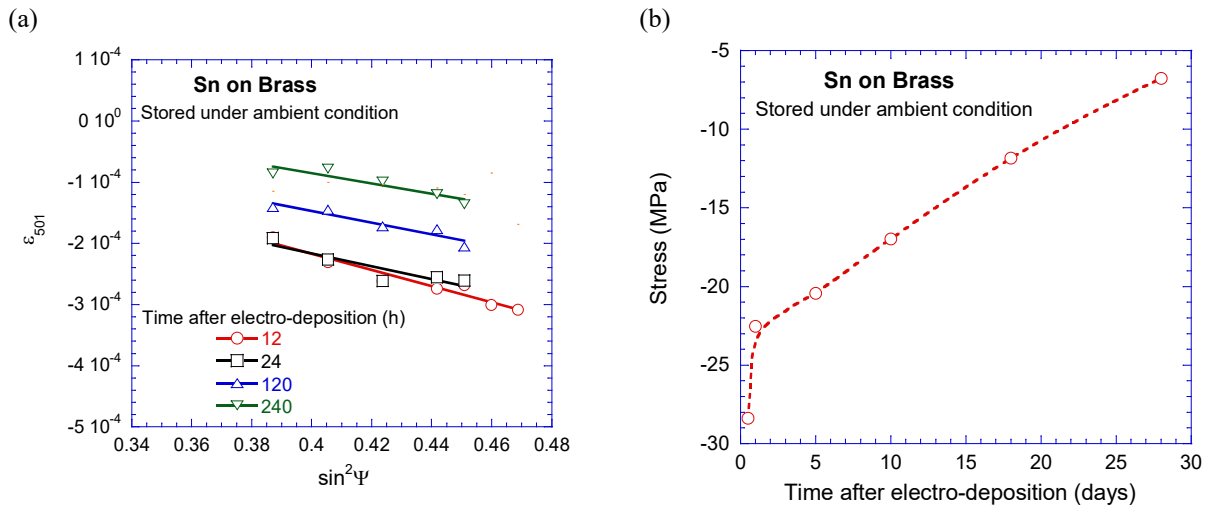 (a)
1 10⁻⁴
0 10⁰
-1 10⁻⁴
-2 10⁻⁴
-3 10⁻⁴
-4 10⁻⁴
-5 10⁻⁴
ε₅₀₁
Sn on Brass
Stored under ambient condition
Time after electro-deposition (h)
12
24
120
240
0.34 0.36 0.38 0.4 0.42 0.44 0.46 0.48
sin²Ψ
(b)
-5
-10
-15
-20
-25
-30
Stress (MPa)
Sn on Brass
Stored under ambient condition
0 5 10 15 20 25 30
Time after electro-deposition (days)